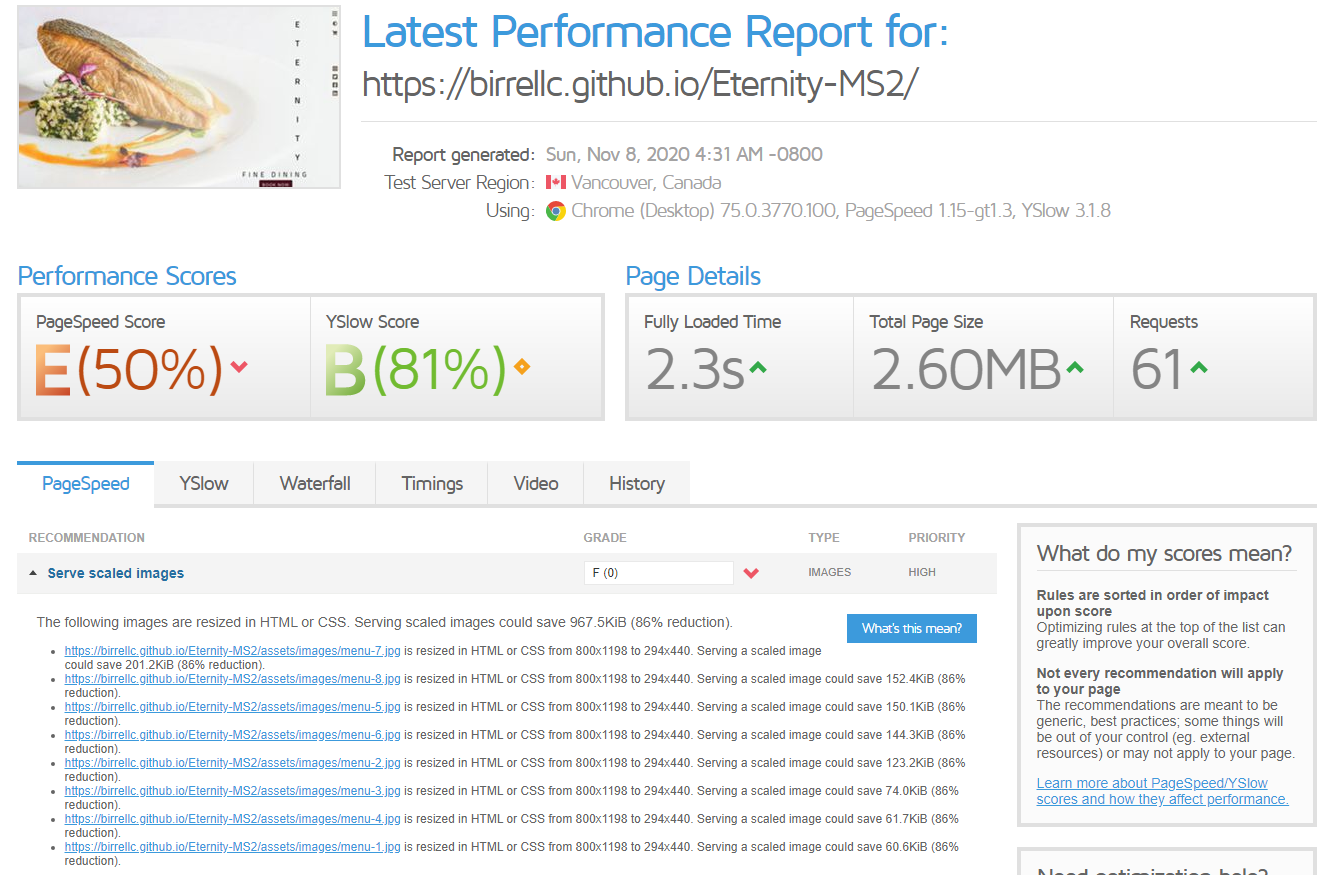 E
T
E
R
N
I
T
Y
FINE DINING
BOOK NOW
Latest Performance Report for:
https://birrellc.github.io/Eternity-MS2/
Report generated: Sun, Nov 8, 2020 4:31 AM -0800
Test Server Region: Vancouver, Canada
Using: Chrome (Desktop) 75.0.3770.100, PageSpeed 1.15-gt1.3, YSlow 3.1.8
Performance Scores
PageSpeed Score
E(50%)
YSlow Score
B(81%)
Page Details
Fully Loaded Time
2.3s
Total Page Size
2.60MB
Requests
61
PageSpeed YSlow Waterfall Timings Video History
RECOMMENDATION GRADE TYPE PRIORITY
Serve scaled images F (0) IMAGES HIGH
The following images are resized in HTML or CSS. Serving scaled images could save 967.5KiB (86% reduction).
What's this mean?
https://birrellc.github.io/Eternity-MS2/assets/images/menu-7.jpg is resized in HTML or CSS from 800x1198 to 294x440. Serving a scaled image
could save 201.2KiB (86% reduction).
https://birrellc.github.io/Eternity-MS2/assets/images/menu-8.jpg is resized in HTML or CSS from 800x1198 to 294x440. Serving a scaled image could save 152.4KiB (86%
reduction).
https://birrellc.github.io/Eternity-MS2/assets/images/menu-5.jpg is resized in HTML or CSS from 800x1198 to 294x440. Serving a scaled image could save 150.1KiB (86%
reduction).
https://birrellc.github.io/Eternity-MS2/assets/images/menu-6.jpg is resized in HTML or CSS from 800x1198 to 294x440. Serving a scaled image could save 144.3KiB (86%
reduction).
https://birrellc.github.io/Eternity-MS2/assets/images/menu-2.jpg is resized in HTML or CSS from 800x1198 to 294x440. Serving a scaled image could save 123.2KiB (86%
reduction).
https://birrellc.github.io/Eternity-MS2/assets/images/menu-3.jpg is resized in HTML or CSS from 800x1198 to 294x440. Serving a scaled image could save 74.0KiB (86%
reduction).
https://birrellc.github.io/Eternity-MS2/assets/images/menu-4.jpg is resized in HTML or CSS from 800x1198 to 294x440. Serving a scaled image could save 61.7KiB (86%
reduction).
https://birrellc.github.io/Eternity-MS2/assets/images/menu-1.jpg is resized in HTML or CSS from 800x1198 to 294x440. Serving a scaled image could save 60.6KiB (86%
reduction).
What do my scores mean?
Rules are sorted in order of impact
upon score
Optimizing rules at the top of the list can
greatly improve your overall score.
Not every recommendation will apply
to your page
The recommendations are meant to be
generic, best practices; some things will
be out of your control (eg. external
resources) or may not apply to your page.
Learn more about PageSpeed/YSlow
scores and how they affect performance.
Need optimization help?